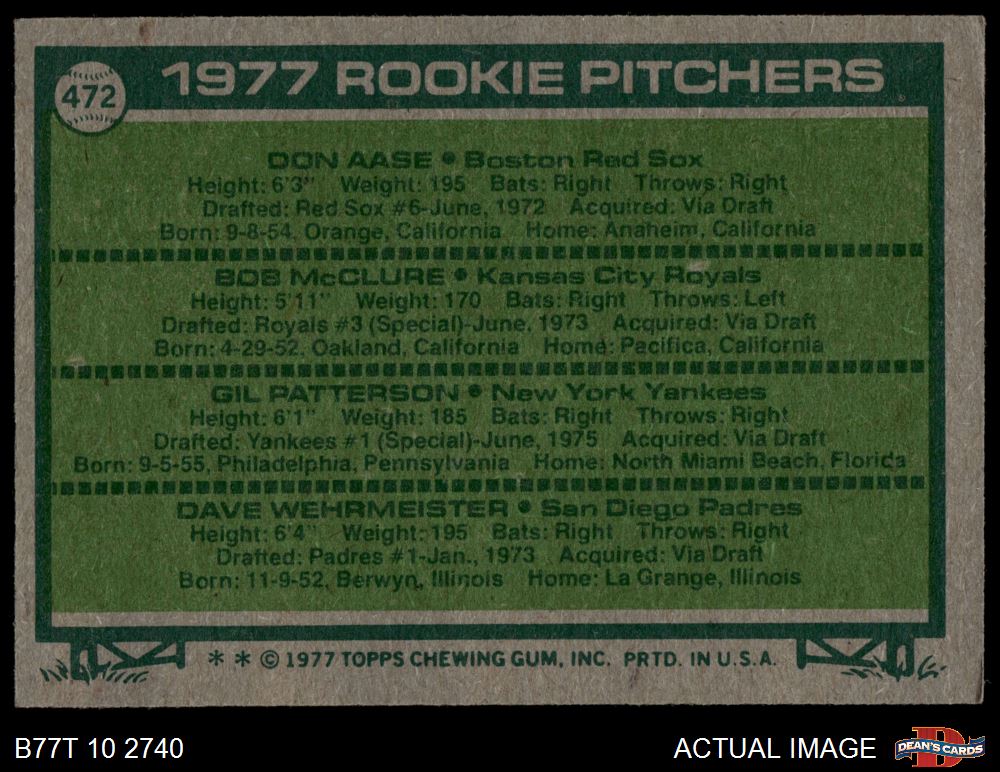 472
1977 ROOKIE PITCHERS
DON AASE • Boston Red Sox
Height: 6'3" Weight: 195 Bats: Right Throws: Right
Drafted: Red Sox #6-June, 1972 Acquired: Via Draft
Born: 9-8-54, Orange, California Home: Anaheim, California
BOB McCLURE • Kansas City Royals
Height: 5'11" Weight: 170 Bats: Right Throws: Left
Drafted: Royals #3 (Special)-June, 1973 Acquired: Via Draft
Born: 4-29-52, Oakland, California Home: Pacifica, California
GIL PATTERSON • New York Yankees
Height: 6'1" Weight: 185 Bats: Right Throws: Right
Drafted: Yankees #1 (Special)-June, 1975 Acquired: Via Draft
Born: 9-5-55, Philadelphia, Pennsylvania Home: North Miami Beach, Florida
DAVE WEHRMEISTER • San Diego Padres
Height: 6'4" Weight: 195 Bats: Right Throws: Right
Drafted: Padres #1-Jan., 1973 Acquired: Via Draft
Born: 11-9-52, Berwyn, Illinois Home: La Grange, Illinois
* * © 1977 TOPPS CHEWING GUM, INC. PRTD. IN U.S.A.
B77T 10 2740 ACTUAL IMAGE
D
DEAN'S CARDS